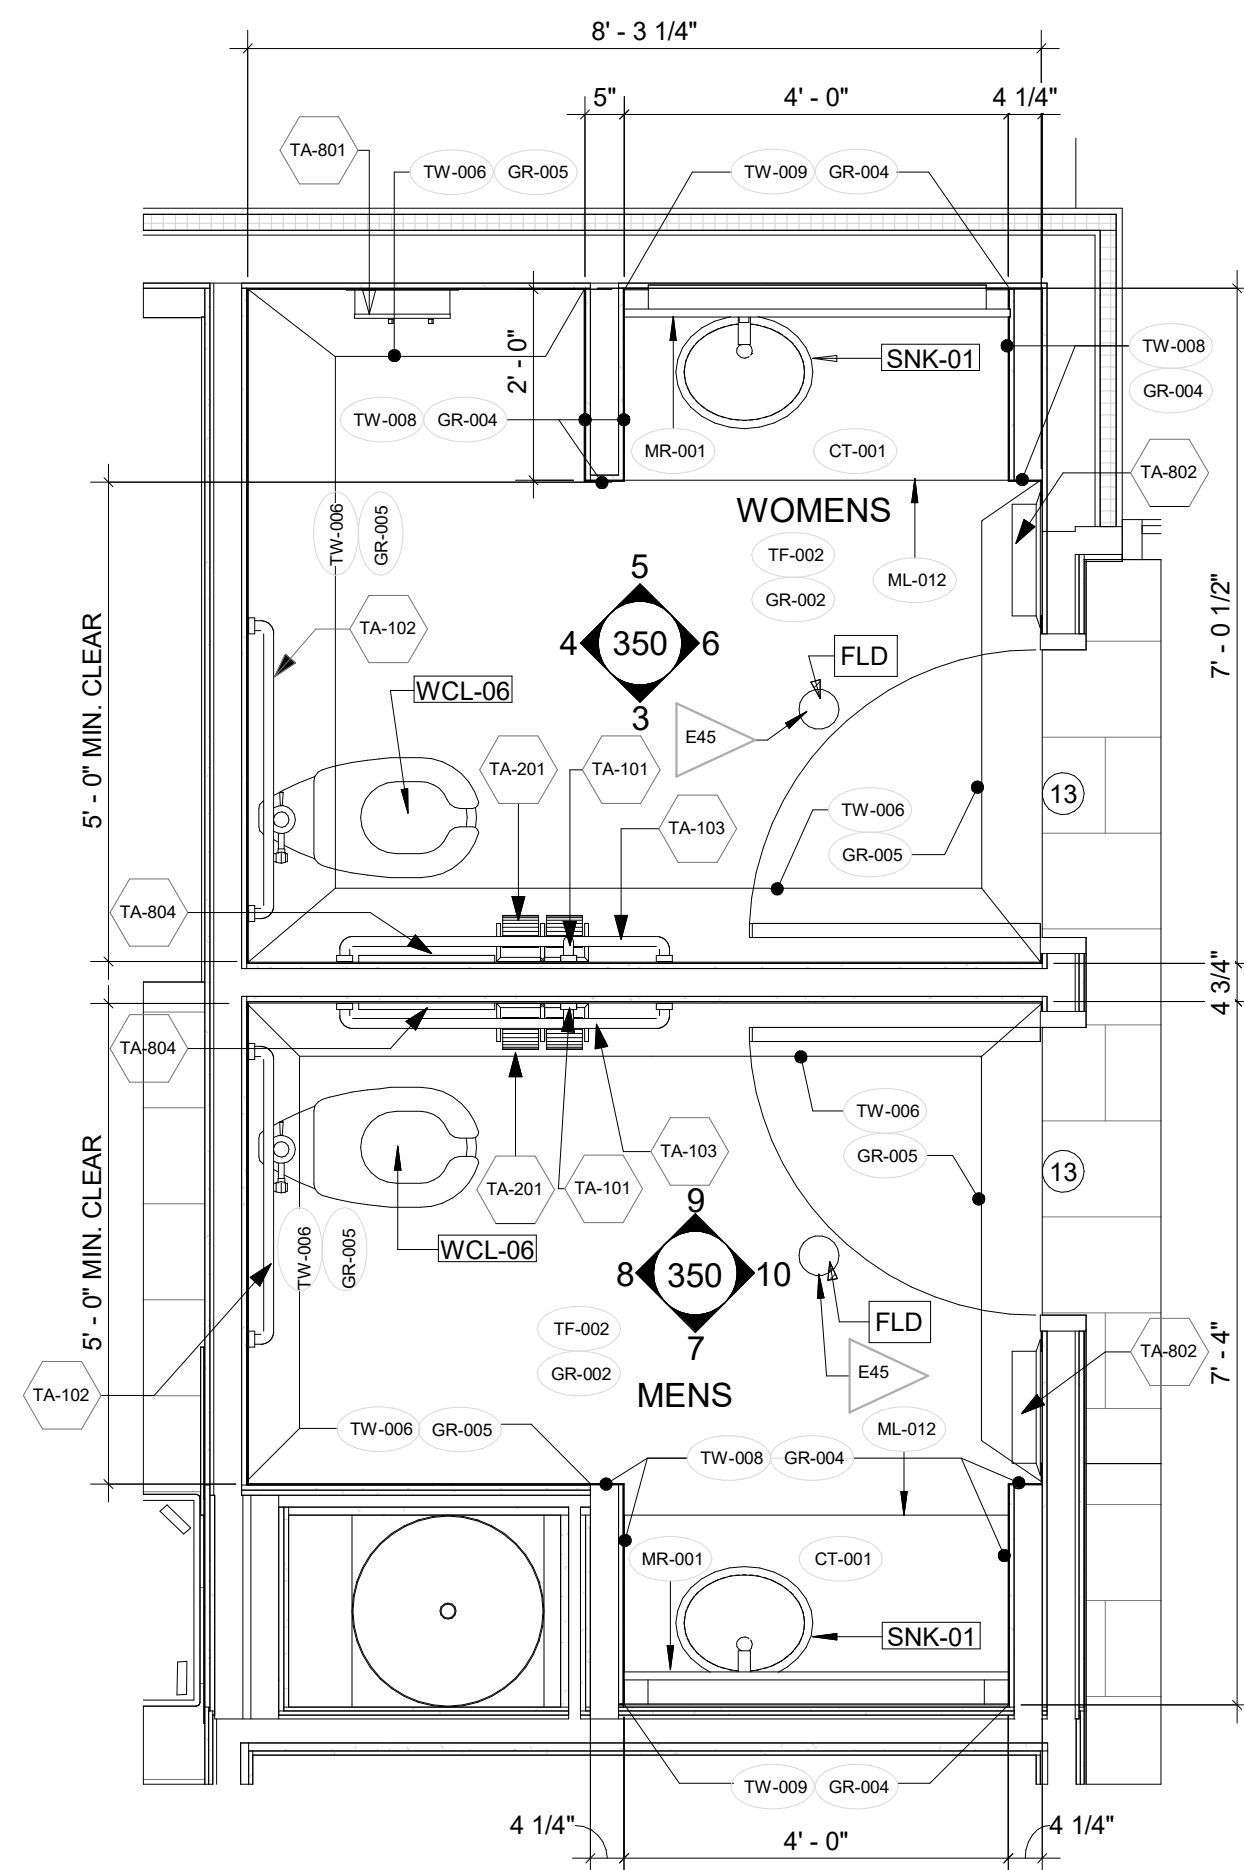 8' - 3 1/4"
5"
4' - 0"
4 1/4"
TA-801
TW-006 GR-005
TW-009 GR-004
2' - 0"
SNK-01
TW-008
GR-004
TW-008 GR-004
MR-001
CT-001
TA-802
WOMENS
TW-006
GR-005
TF-002
GR-002
ML-012
5
4 350 6
3
7' - 0 1/2"
5' - 0" MIN. CLEAR
TA-102
FLD
WCL-06
E45
TA-201
TA-101
TA-103
TW-006
GR-005
13
TA-804
4 3/4"
TA-804
TW-006
GR-005
TA-103
TA-201
TA-101
13
5' - 0" MIN. CLEAR
TW-006
GR-005
WCL-06
9
8 350 10
7
FLD
TF-002
GR-002
E45
TA-802
7' - 4"
MENS
TA-102
TW-006 GR-005
ML-012
TW-008 GR-004
MR-001
CT-001
SNK-01
TW-009 GR-004
4 1/4"
4' - 0"
4 1/4"